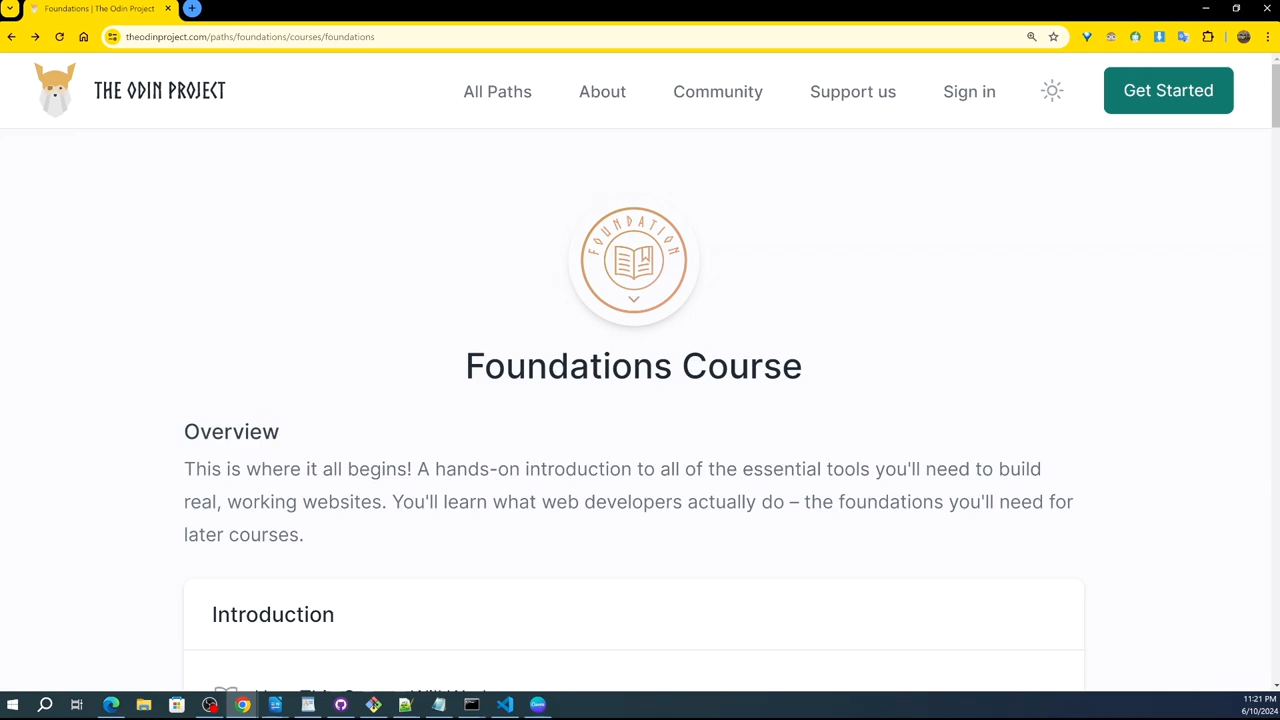 Foundations | The Odin Project
theodinproject.com/paths/foundations/courses/foundations
THE ODIN PROJECT
All Paths
About
Community
Support us
Sign in
Get Started
FOUNDATION
Foundations Course
Overview
This is where it all begins! A hands-on introduction to all of the essential tools you'll need to build
real, working websites. You'll learn what web developers actually do – the foundations you'll need for
later courses.
Introduction
11:21 PM
6/10/2024